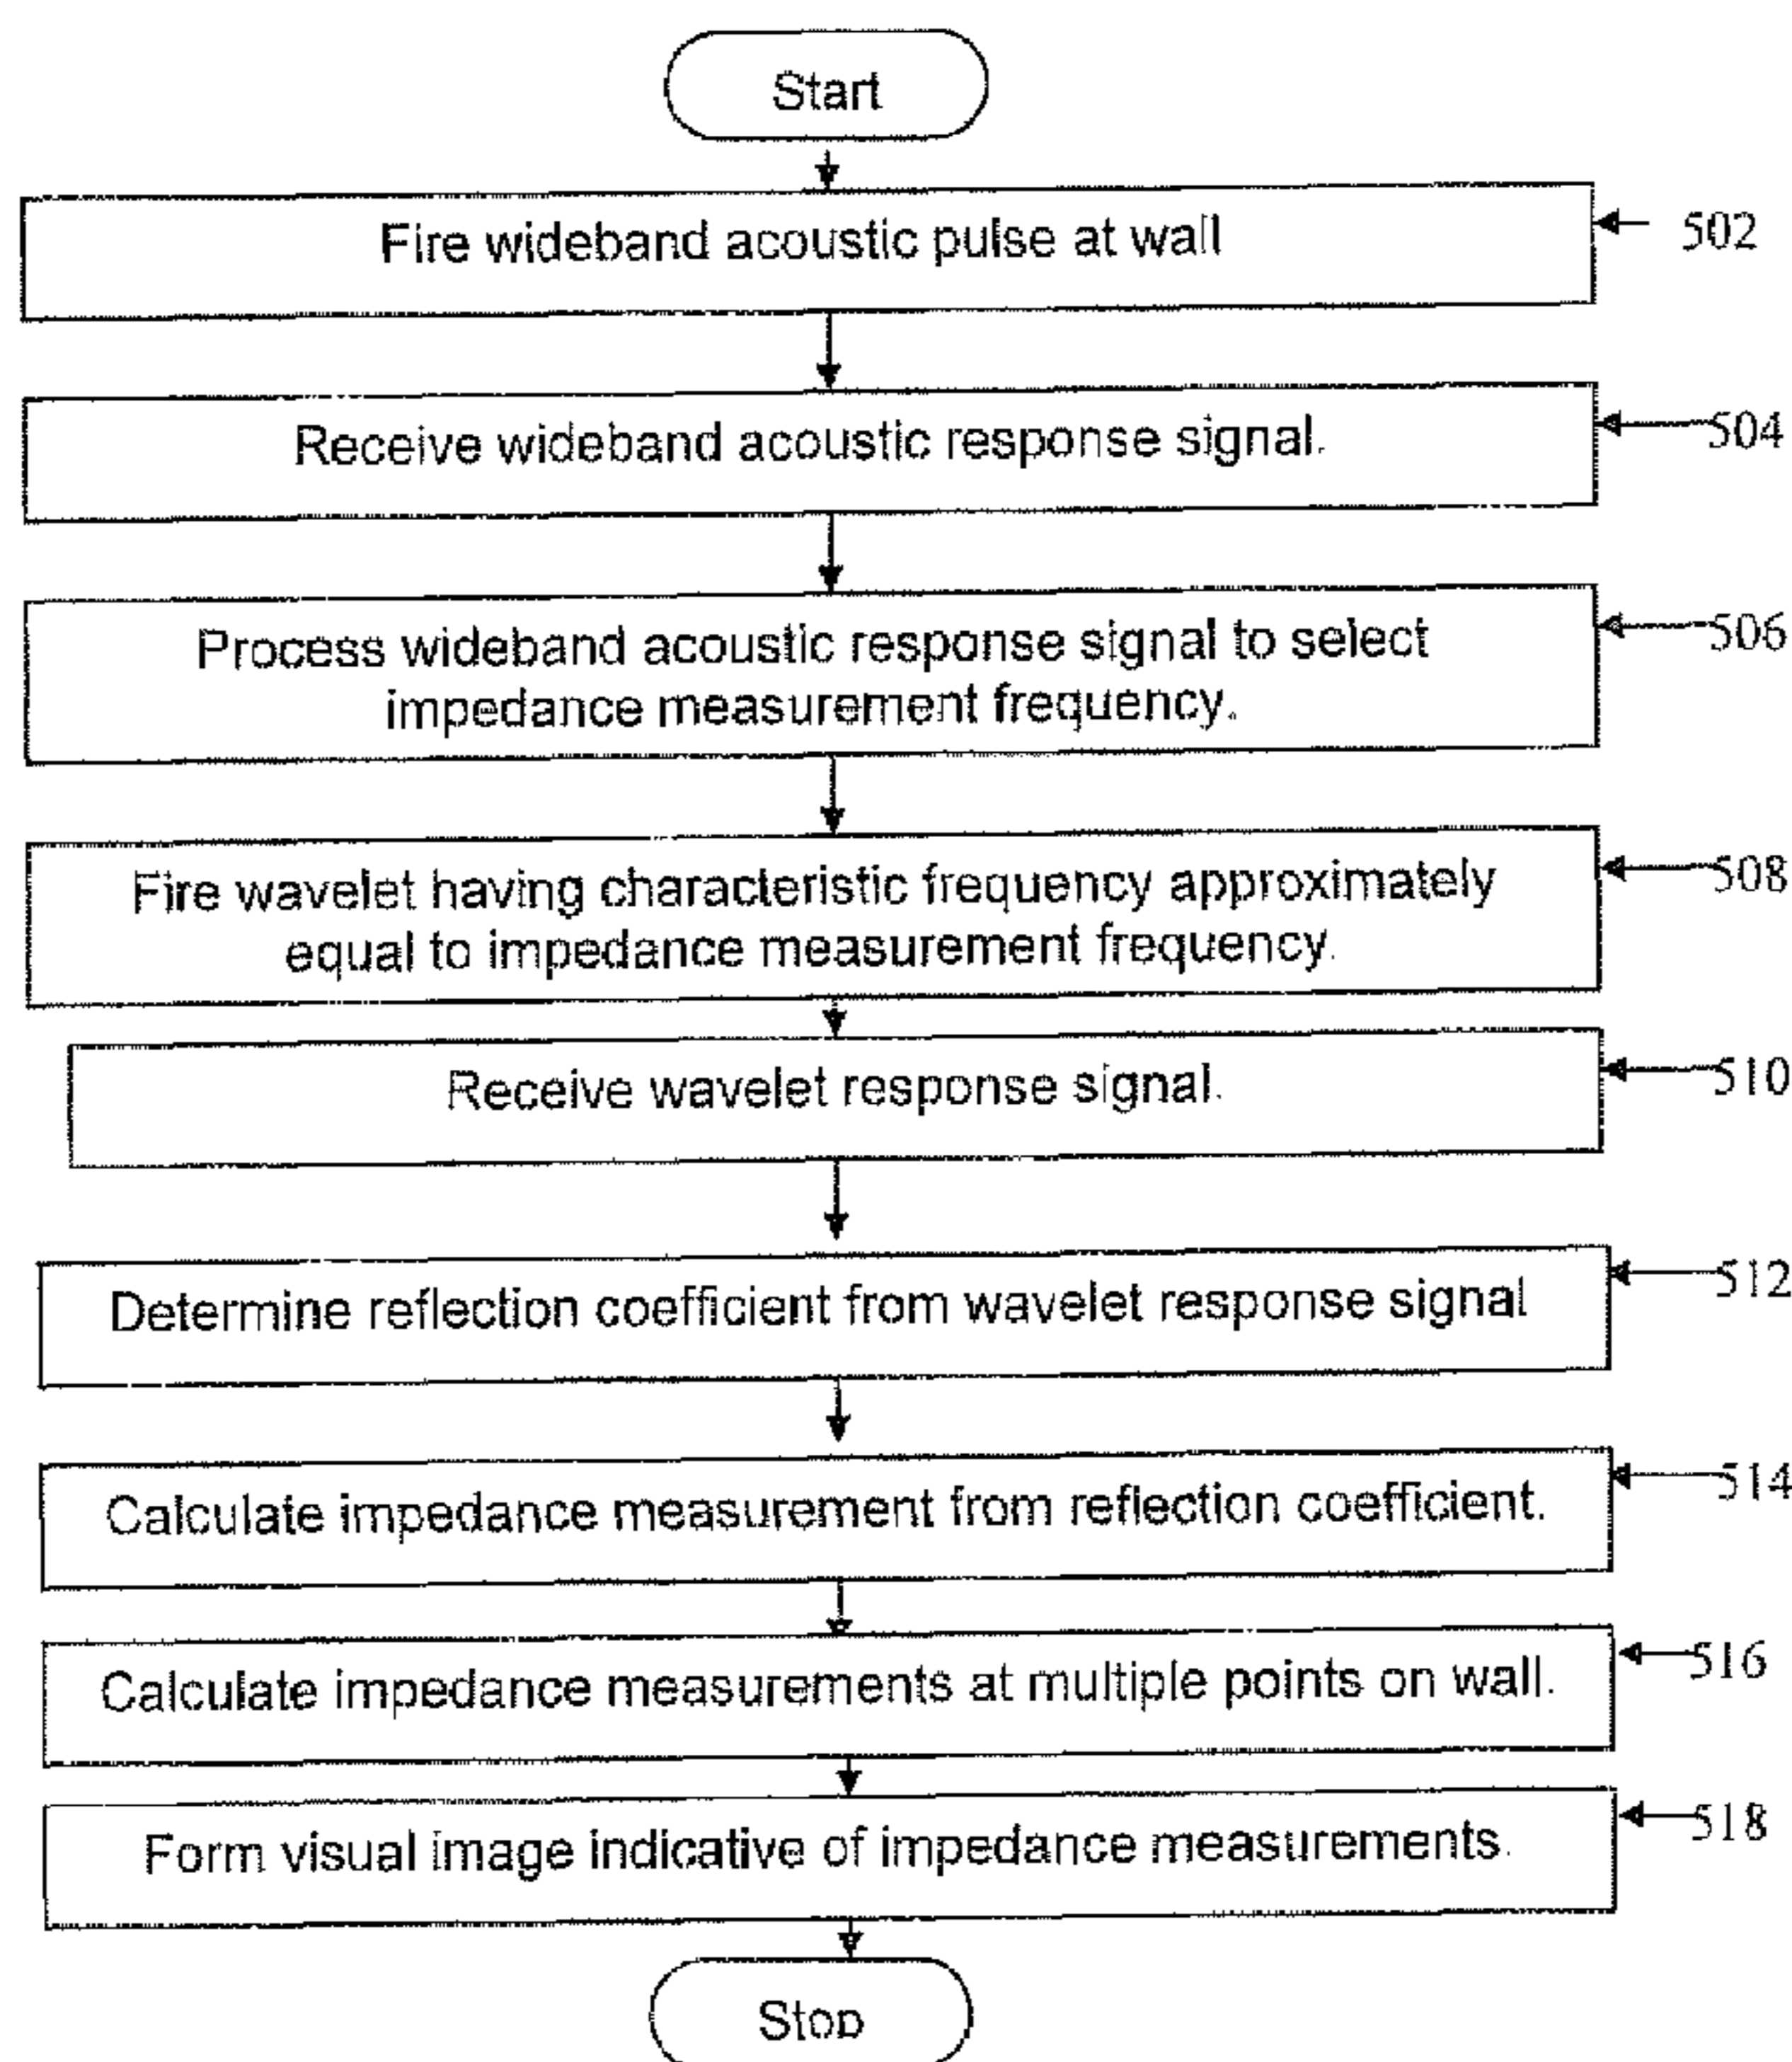 Start
Fire wideband acoustic pulse at wall
502
Receive wideband acoustic response signal.
504
Process wideband acoustic response signal to select
impedance measurement frequency.
506
Fire wavelet having characteristic frequency approximately
equal to impedance measurement frequency.
508
Receive wavelet response signal.
510
Determine reflection coefficient from wavelet response signal
512
Calculate impedance measurement from reflection coefficient.
514
Calculate impedance measurements at multiple points on wall.
516
Form visual image indicative of impedance measurements.
518
Stop